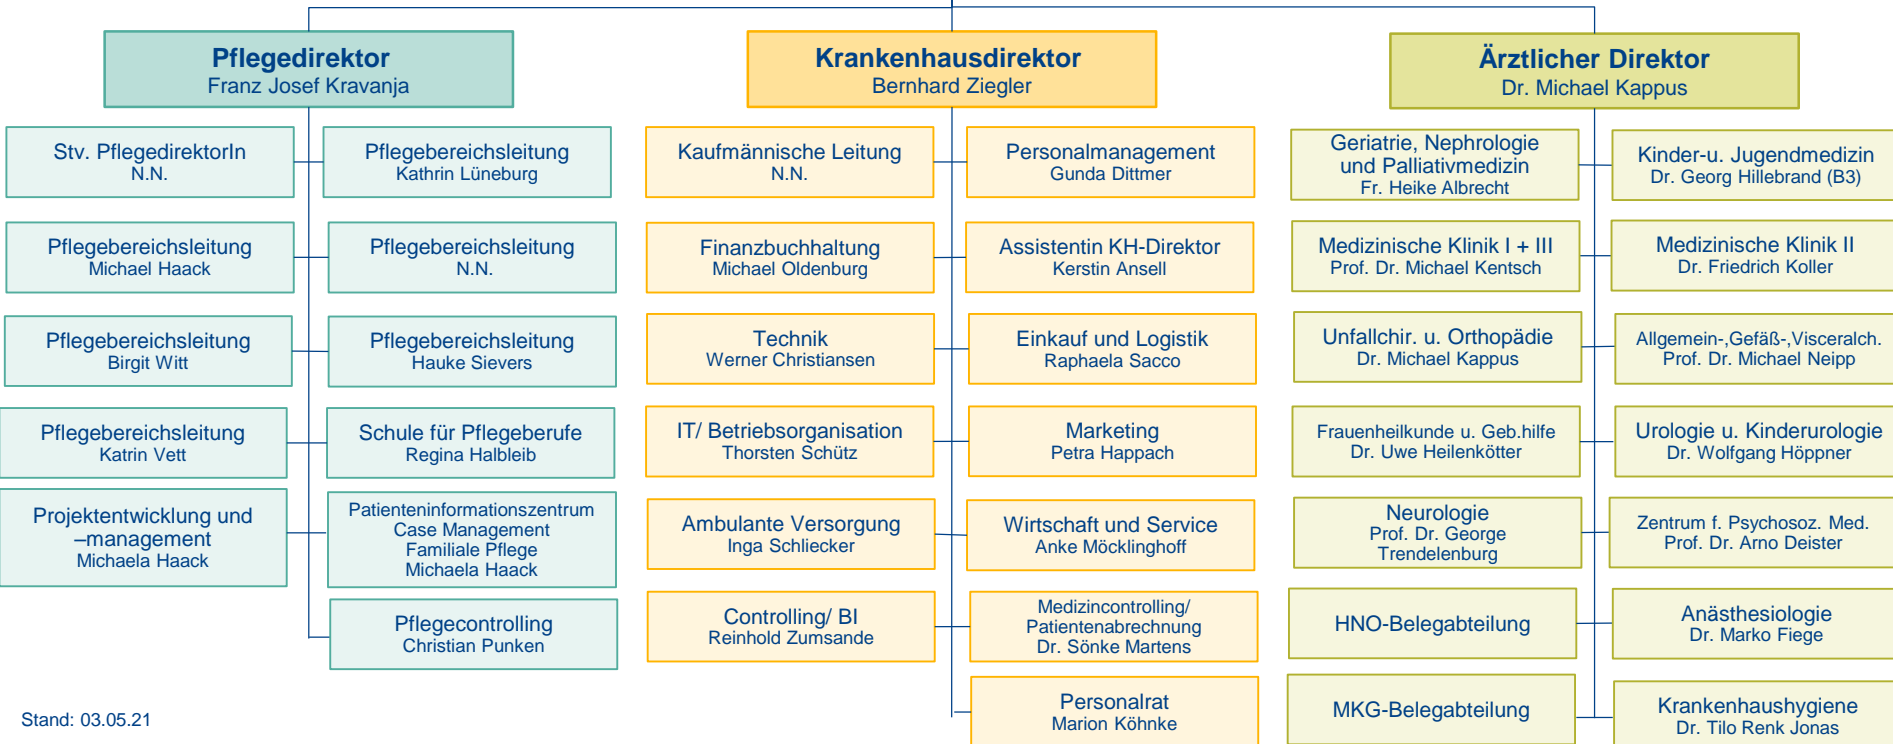 Pflegedirektor
Franz Josef Kravanja
Stv. PflegedirektorIn
N.N.
Pflegebereichsleitung
Kathrin Lüneburg
Pflegebereichsleitung
Michael Haack
Pflegebereichsleitung
N.N.
Pflegebereichsleitung
Birgit Witt
Pflegebereichsleitung
Hauke Sievers
Pflegebereichsleitung
Katrin Vett
Schule für Pflegeberufe
Regina Halbleib
Projektentwicklung und
–management
Michaela Haack
Patienteninformationszentrum
Case Management
Familiale Pflege
Michaela Haack
Pflegecontrolling
Christian Punken
Krankenhausdirektor
Bernhard Ziegler
Kaufmännische Leitung
N.N.
Personalmanagement
Gunda Dittmer
Finanzbuchhaltung
Michael Oldenburg
Assistentin KH-Direktor
Kerstin Ansell
Technik
Werner Christiansen
Einkauf und Logistik
Raphaela Sacco
IT/ Betriebsorganisation
Thorsten Schütz
Marketing
Petra Happach
Ambulante Versorgung
Inga Schliecker
Wirtschaft und Service
Anke Möcklinghoff
Controlling/ BI
Reinhold Zumsande
Medizincontrolling/
Patientenabrechnung
Dr. Sönke Martens
Personalrat
Marion Köhnke
Ärztlicher Direktor
Dr. Michael Kappus
Geriatrie, Nephrologie
und Palliativmedizin
Fr. Heike Albrecht
Kinder-u. Jugendmedizin
Dr. Georg Hillebrand (B3)
Medizinische Klinik I + III
Prof. Dr. Michael Kentsch
Medizinische Klinik II
Dr. Friedrich Koller
Unfallchir. u. Orthopädie
Dr. Michael Kappus
Allgemein-,Gefäß-,Visceralch.
Prof. Dr. Michael Neipp
Frauenheilkunde u. Geb.hilfe
Dr. Uwe Heilenkötter
Urologie u. Kinderurologie
Dr. Wolfgang Höppner
Neurologie
Prof. Dr. George
Trendelenburg
Zentrum f. Psychosoz. Med.
Prof. Dr. Arno Deister
HNO-Belegabteilung
Anästhesiologie
Dr. Marko Fiege
MKG-Belegabteilung
Krankenhaushygiene
Dr. Tilo Renk Jonas
Stand: 03.05.21